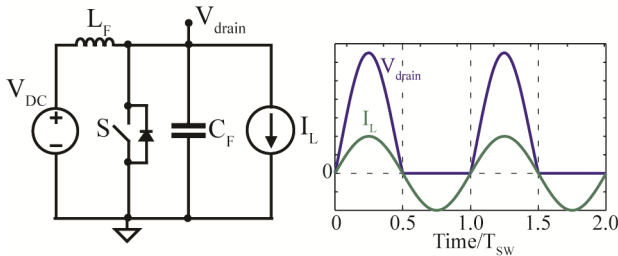 L_F
V_drain
V_DC
+
−
S
C_F
I_L
V_drain
I_L
0
0 0.5 1.0 1.5 2.0
Time/T_SW